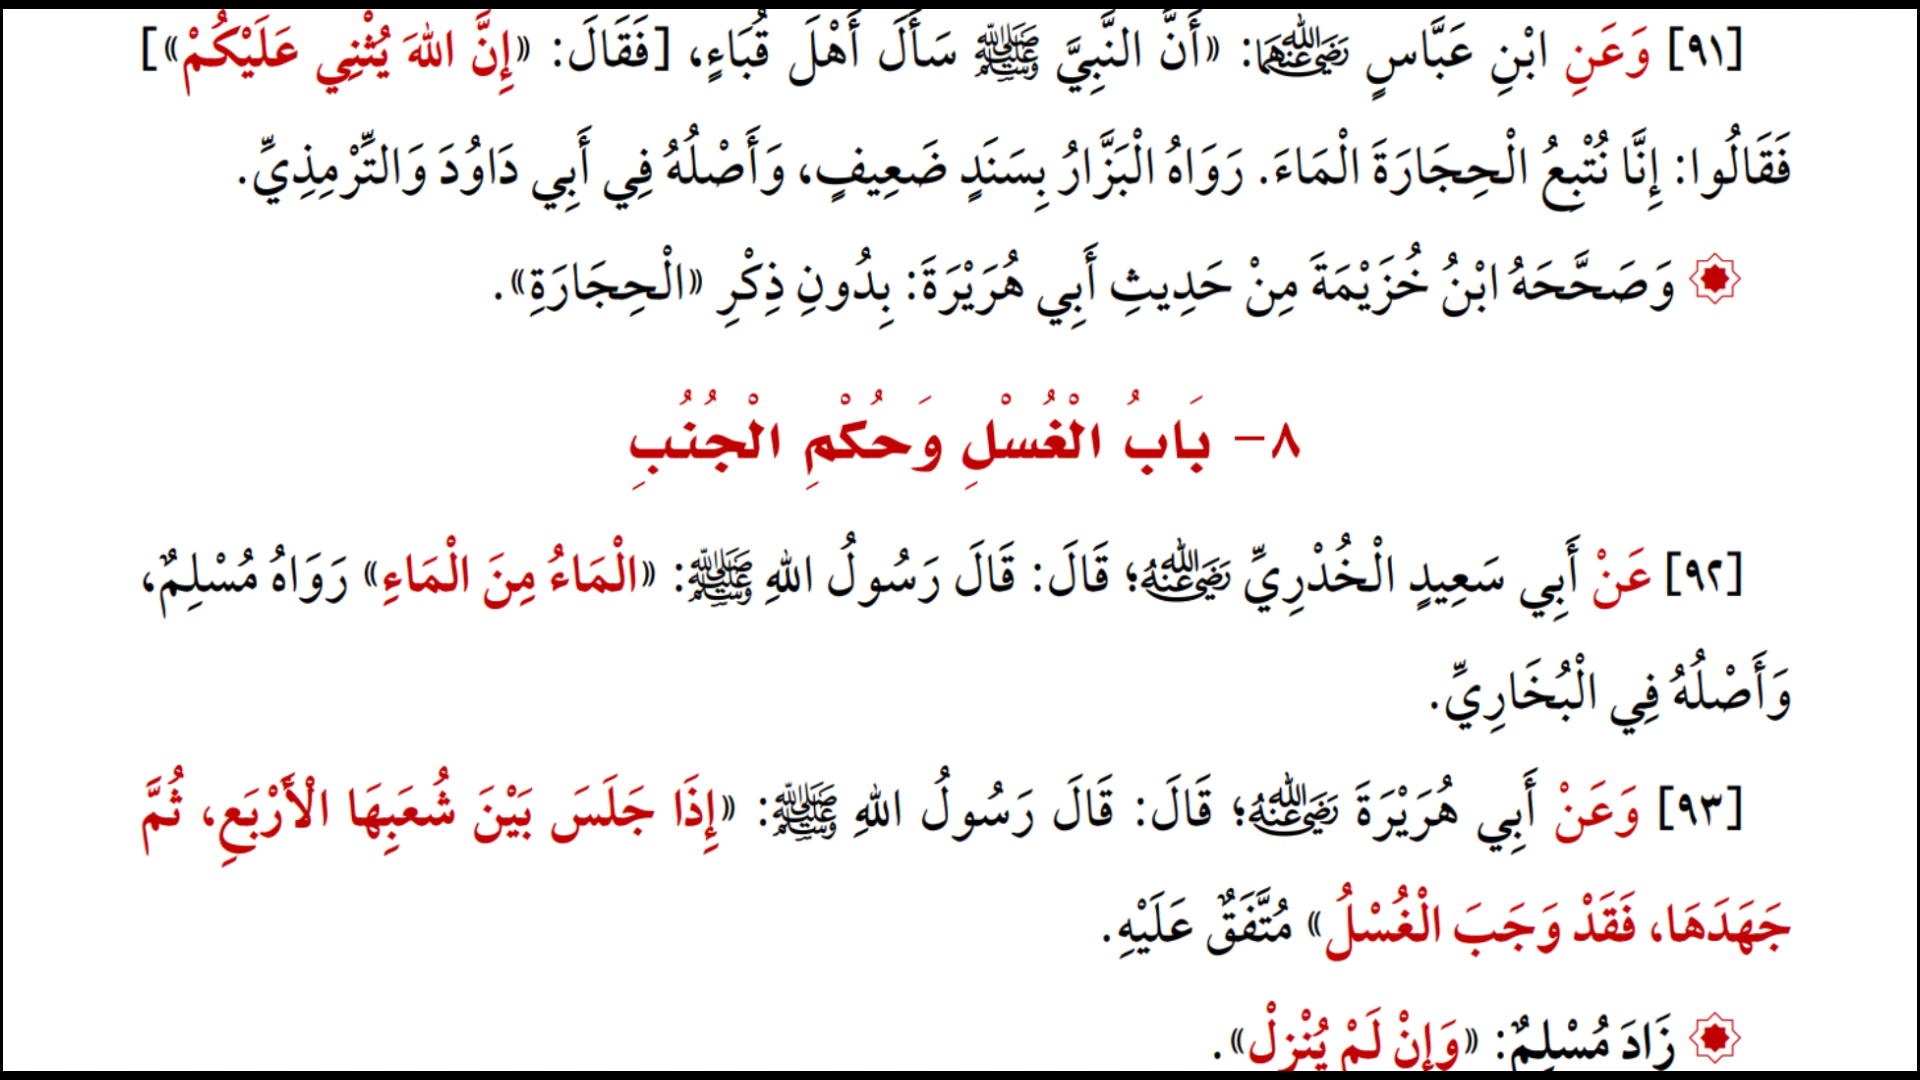 [٩١] وَعَنِ ابْنِ عَبَّاسٍ رَضِيَ اللَّهُ عَنْهُمَا: «أَنَّ النَّبِيَّ ﷺ سَأَلَ أَهْلَ قُبَاءٍ، [فَقَالَ: «إِنَّ اللهَ يُثْنِي عَلَيْكُمْ»]
فَقَالُوا: إِنَّا نُتْبِعُ الْحِجَارَةَ الْمَاءَ. رَوَاهُ الْبَزَّارُ بِسَنَدٍ ضَعِيفٍ، وَأَصْلُهُ فِي أَبِي دَاوُدَ وَالتِّرْمِذِيِّ.
وَصَحَّحَهُ ابْنُ خُزَيْمَةَ مِنْ حَدِيثِ أَبِي هُرَيْرَةَ: بِدُونِ ذِكْرِ «الْحِجَارَةِ».
٨- بَابُ الْغُسْلِ وَحُكْمِ الْجُنُبِ
[٩٢] عَنْ أَبِي سَعِيدٍ الْخُدْرِيِّ رَضِيَ اللَّهُ عَنْهُ؛ قَالَ: قَالَ رَسُولُ اللهِ ﷺ: «الْمَاءُ مِنَ الْمَاءِ» رَوَاهُ مُسْلِمٌ،
وَأَصْلُهُ فِي الْبُخَارِيِّ.
[٩٣] وَعَنْ أَبِي هُرَيْرَةَ رَضِيَ اللَّهُ عَنْهُ؛ قَالَ: قَالَ رَسُولُ اللهِ ﷺ: «إِذَا جَلَسَ بَيْنَ شُعَبِهَا الْأَرْبَعِ، ثُمَّ
جَهَدَهَا، فَقَدْ وَجَبَ الْغُسْلُ» مُتَّفَقٌ عَلَيْهِ.
زَادَ مُسْلِمٌ: «وَإِنْ لَمْ يُنْزِلْ».